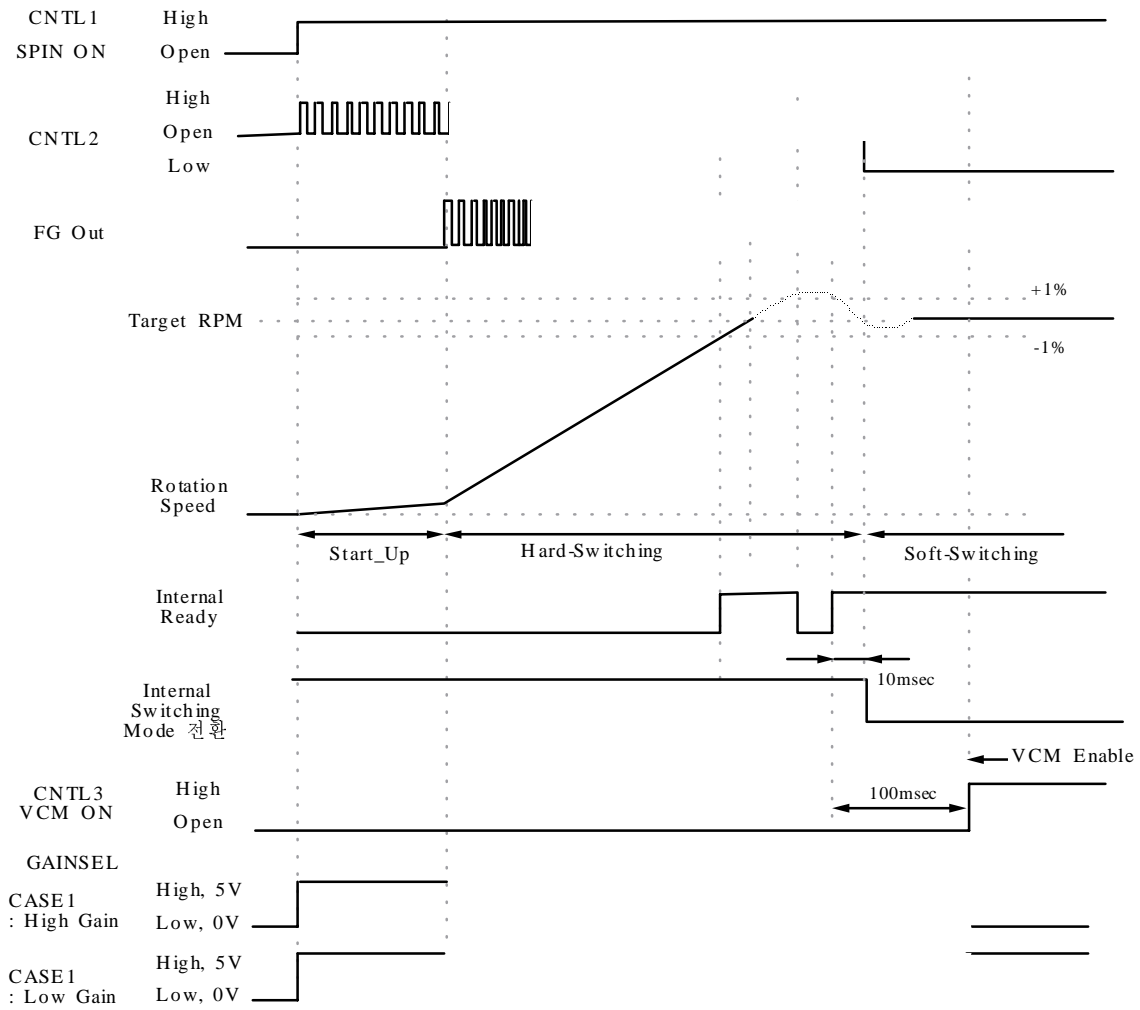 CNTL1 High
SPIN ON Open
High
CNTL2 Open
Low
FG Out
+1%
Target RPM
-1%
Rotation
Speed
Start_Up Hard-Switching Soft-Switching
Internal
Ready
10msec
Internal
Switching
Mode 전환
VCM Enable
CNTL3 High 100msec
VCM ON Open
GAINSEL
CASE1 High, 5V
: High Gain Low, 0V
CASE1 High, 5V
: Low Gain Low, 0V